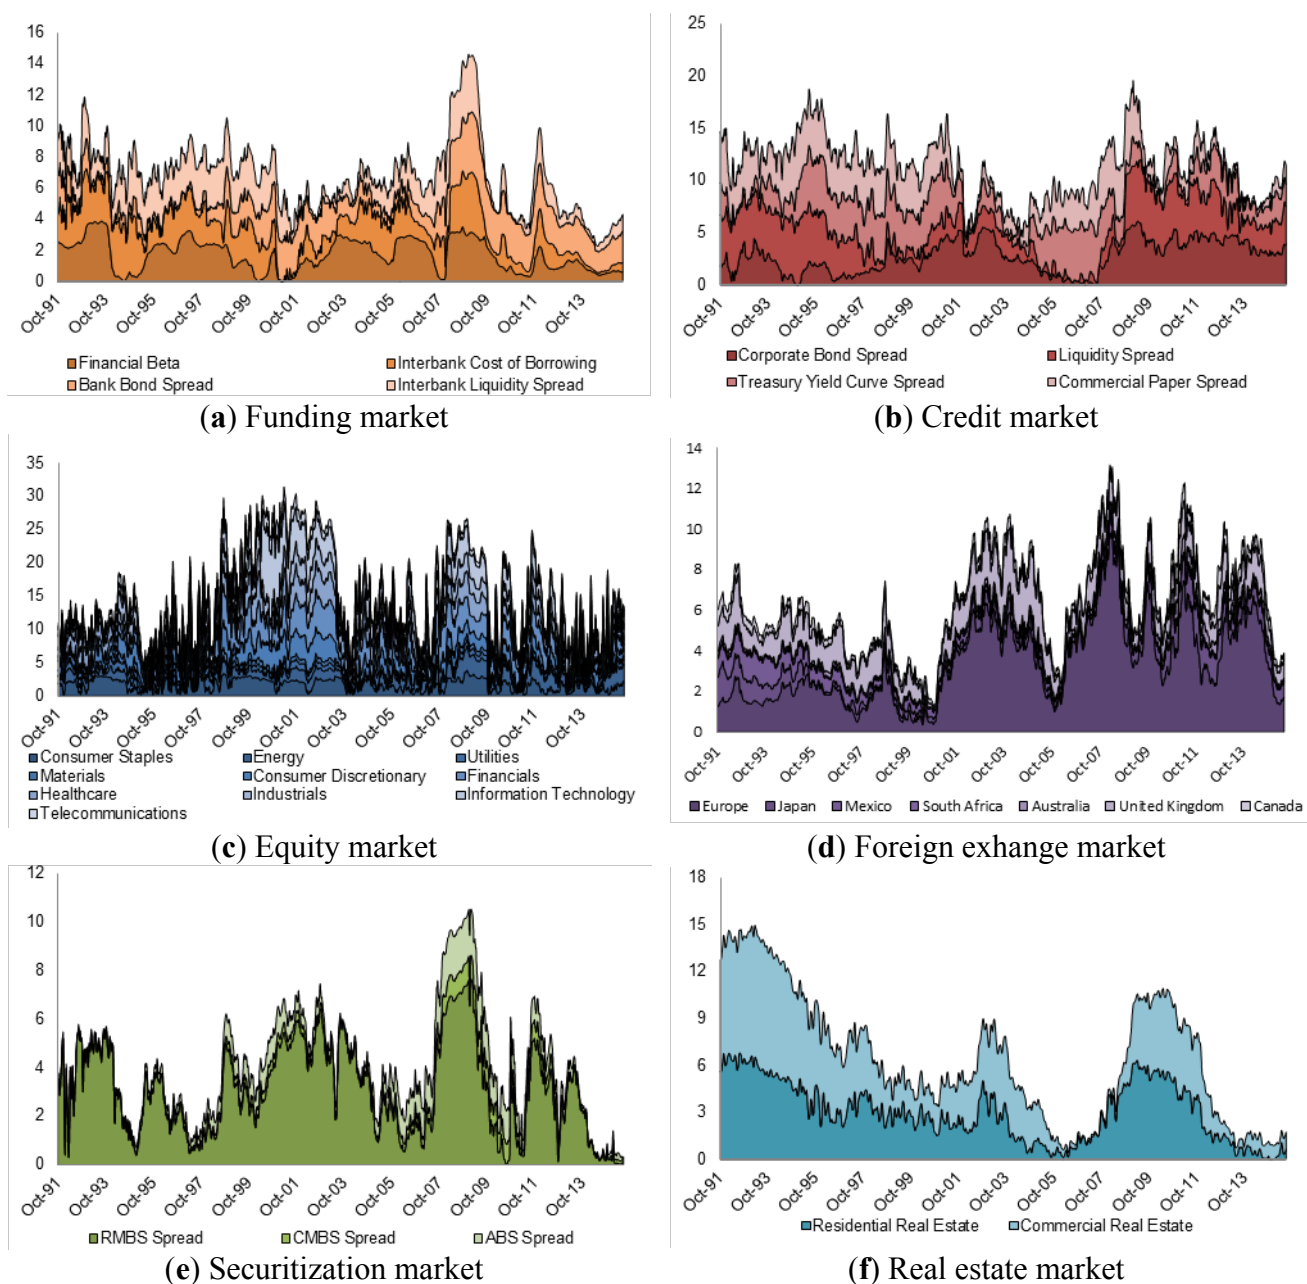 16
14
12
10
8
6
4
2
0
Oct-91
Oct-93
Oct-95
Oct-97
Oct-99
Oct-01
Oct-03
Oct-05
Oct-07
Oct-09
Oct-11
Oct-13
Financial Beta Interbank Cost of Borrowing
Bank Bond Spread Interbank Liquidity Spread
(a) Funding market
25
20
15
10
5
0
Oct-91
Oct-93
Oct-95
Oct-97
Oct-99
Oct-01
Oct-03
Oct-05
Oct-07
Oct-09
Oct-11
Oct-13
Corporate Bond Spread Liquidity Spread
Treasury Yield Curve Spread Commercial Paper Spread
(b) Credit market
35
30
25
20
15
10
5
0
Oct-91
Oct-93
Oct-95
Oct-97
Oct-99
Oct-01
Oct-03
Oct-05
Oct-07
Oct-09
Oct-11
Oct-13
Consumer Staples Energy Utilities
Materials Consumer Discretionary Financials
Healthcare Industrials Information Technology
Telecommunications
(c) Equity market
14
12
10
8
6
4
2
0
Oct-91
Oct-93
Oct-95
Oct-97
Oct-99
Oct-01
Oct-03
Oct-05
Oct-07
Oct-09
Oct-11
Oct-13
Europe Japan Mexico South Africa Australia United Kingdom Canada
(d) Foreign exhange market
12
10
8
6
4
2
0
Oct-91
Oct-93
Oct-95
Oct-97
Oct-99
Oct-01
Oct-03
Oct-05
Oct-07
Oct-09
Oct-11
Oct-13
RMBS Spread CMBS Spread ABS Spread
(e) Securitization market
18
15
12
9
6
3
0
Oct-91
Oct-93
Oct-95
Oct-97
Oct-99
Oct-01
Oct-03
Oct-05
Oct-07
Oct-09
Oct-11
Oct-13
Residential Real Estate Commercial Real Estate
(f) Real estate market